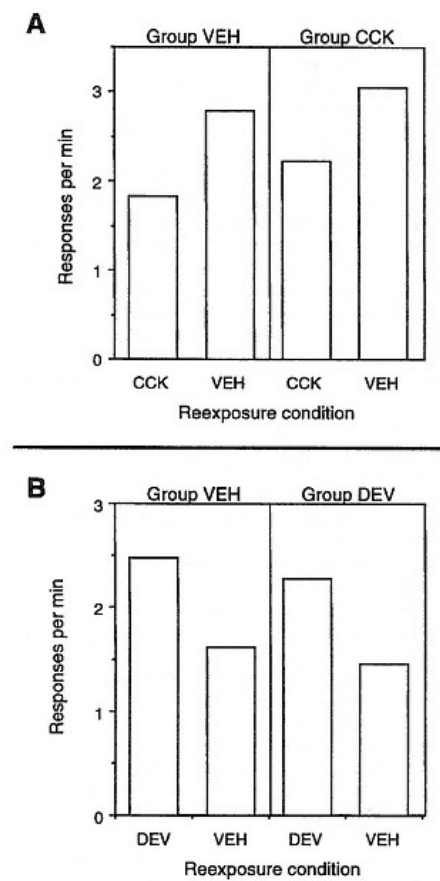 A
Group VEH Group CCK
3
2
1
0
Responses per min
CCK VEH CCK VEH
Reexposure condition
B
Group VEH Group DEV
3
2
1
0
Responses per min
DEV VEH DEV VEH
Reexposure condition